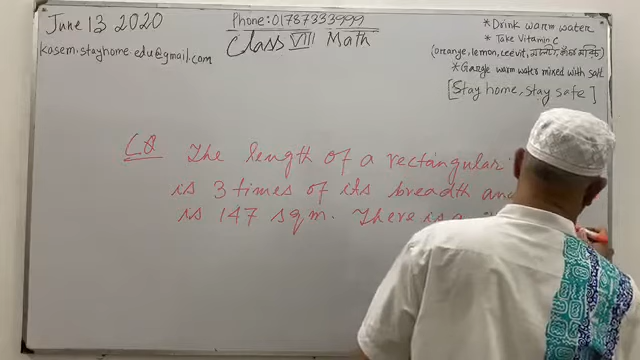 June 13 2020
kasem.stayhome.edu@gmail.com
Phone: 01787333999
Class VIII Math
* Drink warm water
* Take Vitamin C
(orange, lemon, ceevit,
* Gargle warm water mixed with salt
[Stay home, stay safe]
CQ The length of a rectangular
is 3 times of its breadth and
is 147 sqm. There is a